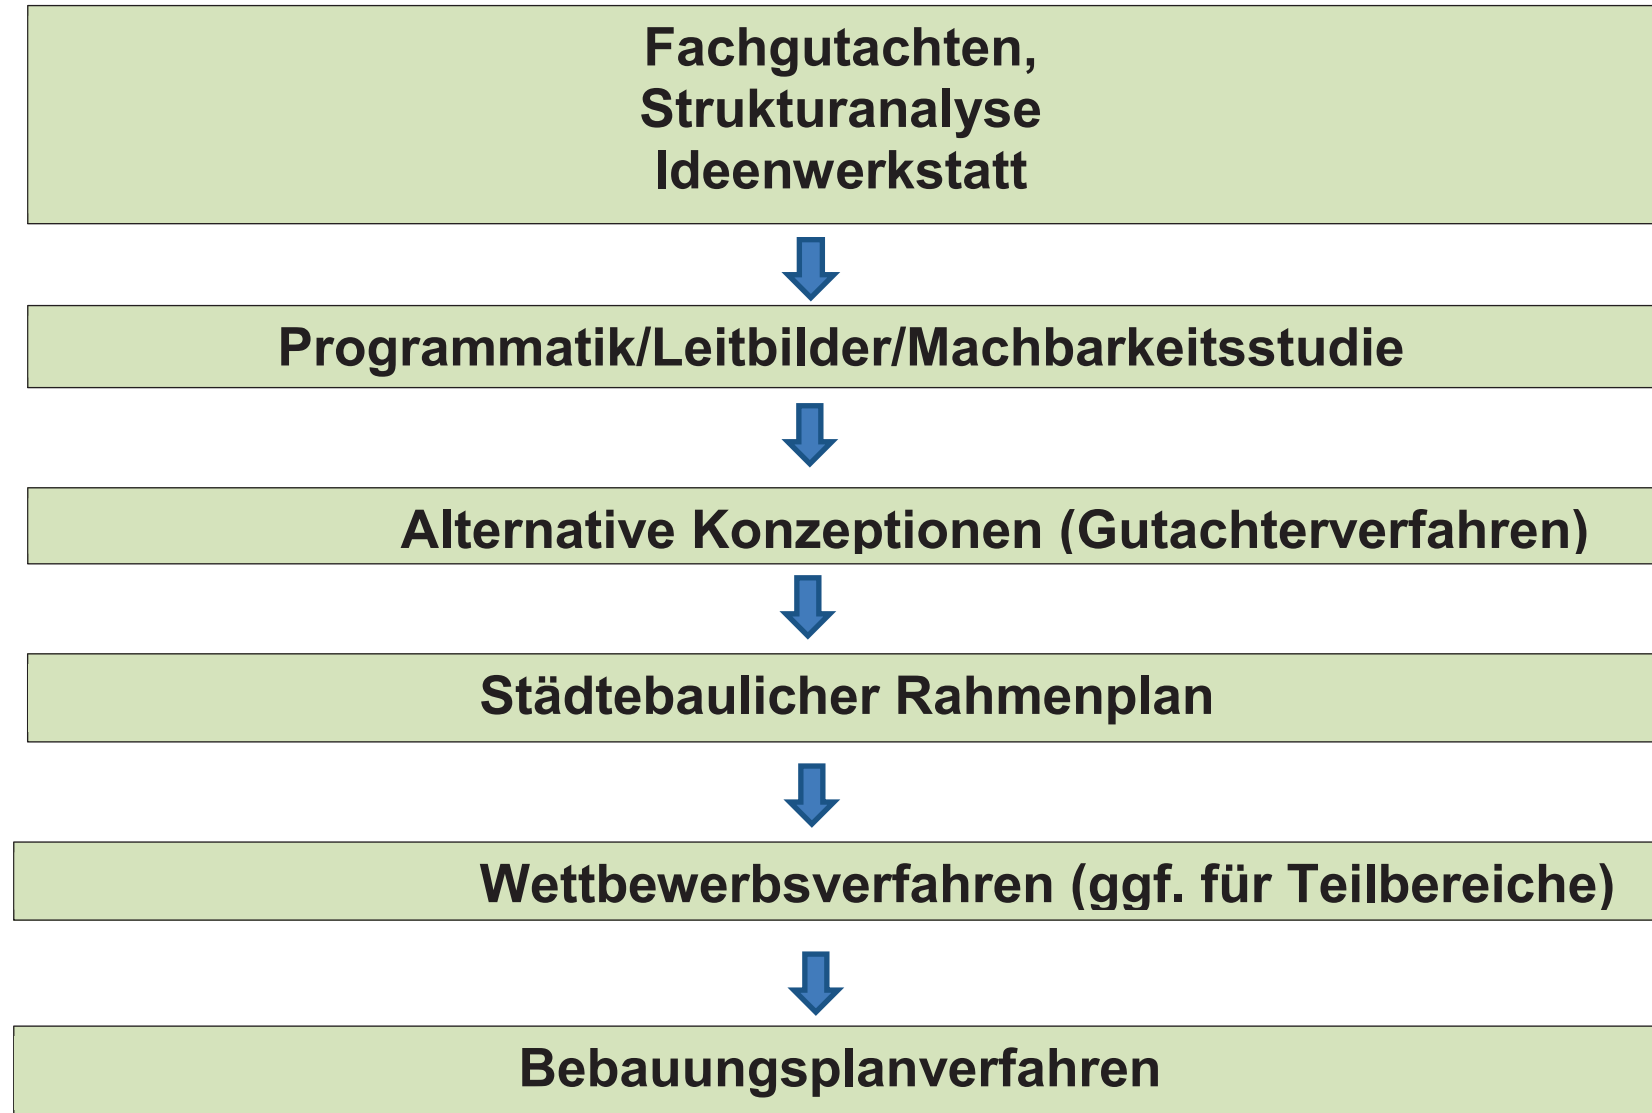 Fachgutachten,
Strukturanalyse
Ideenwerkstatt
Programmatik/Leitbilder/Machbarkeitsstudie
Alternative Konzeptionen (Gutachterverfahren)
Städtebaulicher Rahmenplan
Wettbewerbsverfahren (ggf. für Teilbereiche)
Bebauungsplanverfahren